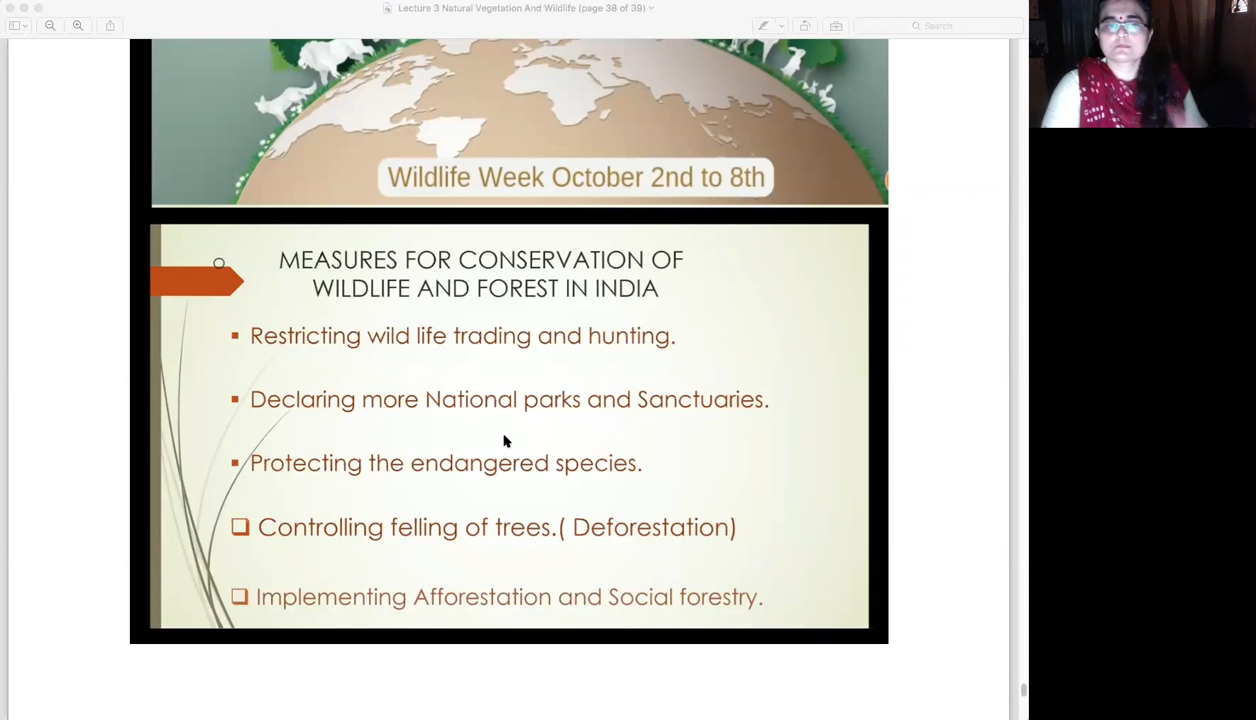 Lecture 3 Natural Vegetation And Wildlife (page 38 of 39)
Search
Wildlife Week October 2nd to 8th
MEASURES FOR CONSERVATION OF
WILDLIFE AND FOREST IN INDIA
▪ Restricting wild life trading and hunting.
▪ Declaring more National parks and Sanctuaries.
▪ Protecting the endangered species.
❑ Controlling felling of trees.( Deforestation)
❑ Implementing Afforestation and Social forestry.